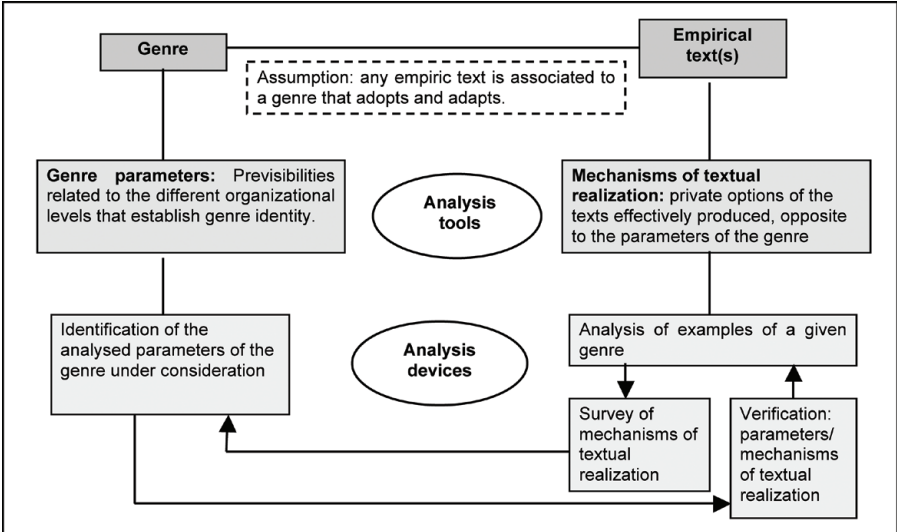 Genre
Empirical
text(s)
Assumption: any empiric text is associated to
a genre that adopts and adapts.
Genre parameters: Previsibilities
related to the different organizational
levels that establish genre identity.
Analysis
tools
Mechanisms of textual
realization: private options of the
texts effectively produced, opposite
to the parameters of the genre
Identification of the
analysed parameters of the
genre under consideration
Analysis
devices
Analysis of examples of a given
genre
Survey of
mechanisms of
textual
realization
Verification:
parameters/
mechanisms
of textual
realization